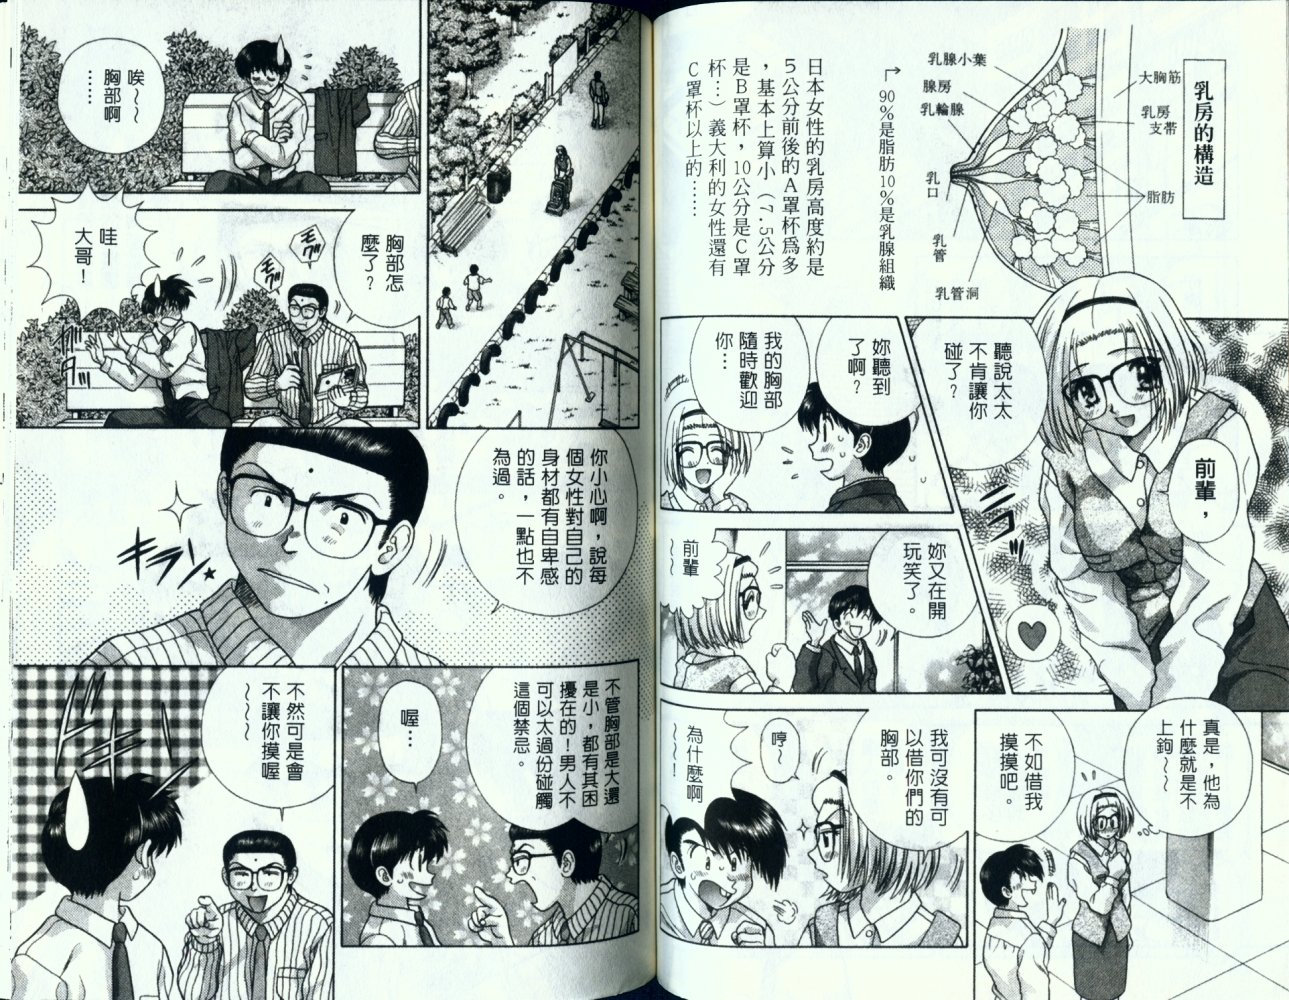 乳房的構造
大胸筋
乳房
支帶
脂肪
乳腺小葉
腺房
乳輪腺
乳口
乳管
乳管洞
90%是脂肪10%是乳腺組織
日本女性的乳房高度約是
5公分前後的A罩杯為多
，基本上算小（7.5公分
是B罩杯，10公分是C罩
杯…）義大利的女性還有
C罩杯以上的……
前輩，
聽說太太
不肯讓你
碰了？
妳聽到
了啊？
我的胸部
隨時歡迎
你…
妳又在開
玩笑了。
前輩
～
真是，他為
什麼就是不
上鉤～～
不如借我
摸摸吧。
我可沒有可
以借你們的
胸部。
哼～
為什麼啊
～～！
唉～～
胸部啊
……
胸部怎
麼了？
モグ
モグ
哇—
大哥！
你小心啊，說每
個女性對自己的
身材都有自卑感
的話，一點也不
為過。
キラン
不管胸部是大還
是小，都有其困
擾在的！男人不
可以太過份碰觸
這個禁忌。
喔…
不然可是會
不讓你摸喔
～～～
ドキー